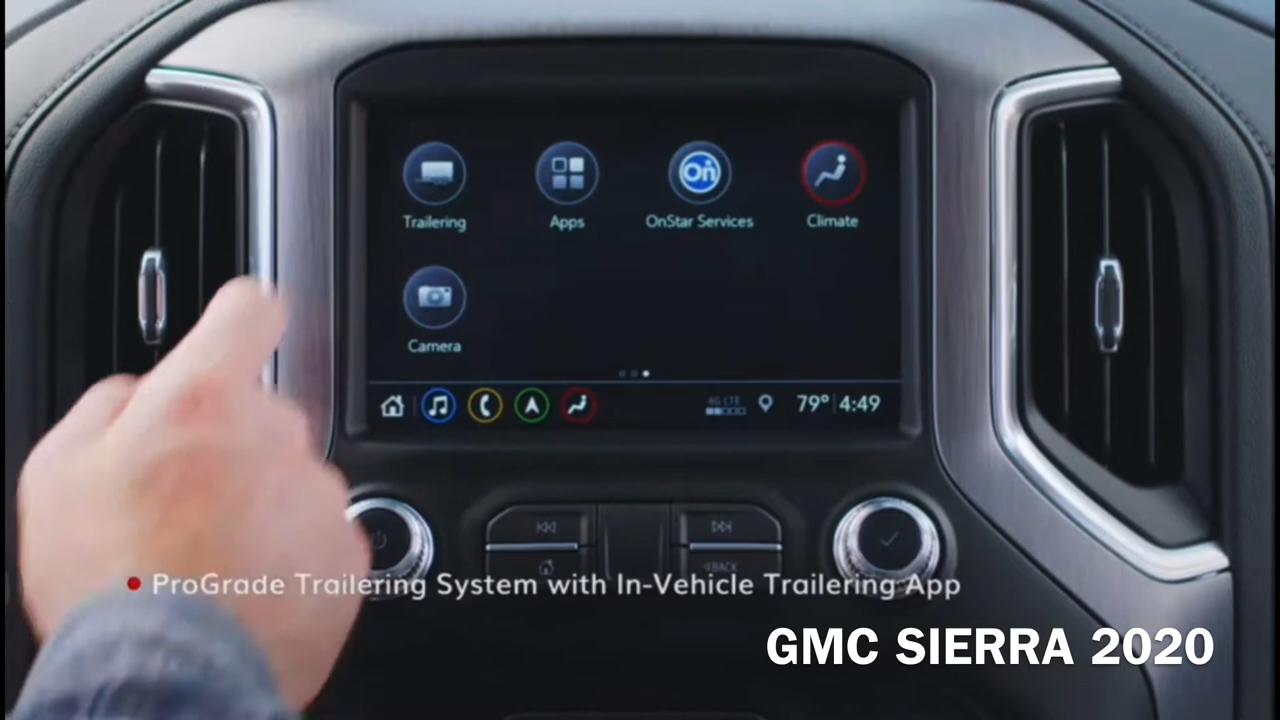 On
Trailering Apps OnStar Services Climate
Camera
4G LTE 79° 4:49
BACK
ProGrade Trailering System with In-Vehicle Trailering App
GMC SIERRA 2020